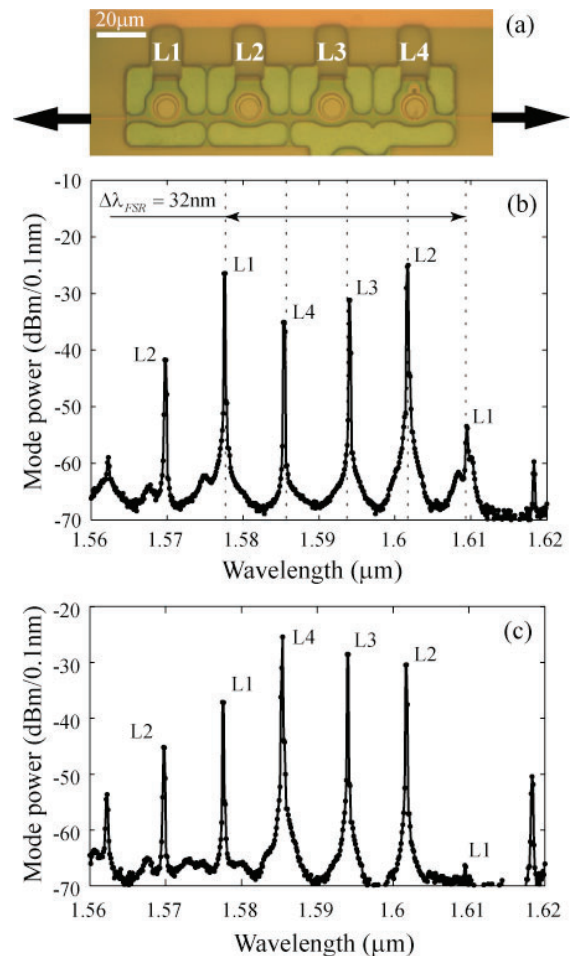 20μm
(a)
L1 L2 L3 L4
-10
(b)
Δλ_FSR = 32nm
-20
L1
L2
-30
L3
L4
-40
L2
-50
L1
-60
-70
Mode power (dBm/0.1nm)
1.56 1.57 1.58 1.59 1.6 1.61 1.62
Wavelength (μm)
-20
(c)
L4
L3
L2
-30
L1
-40
L2
-50
-60
L1
-70
Mode power (dBm/0.1nm)
1.56 1.57 1.58 1.59 1.6 1.61 1.62
Wavelength (μm)